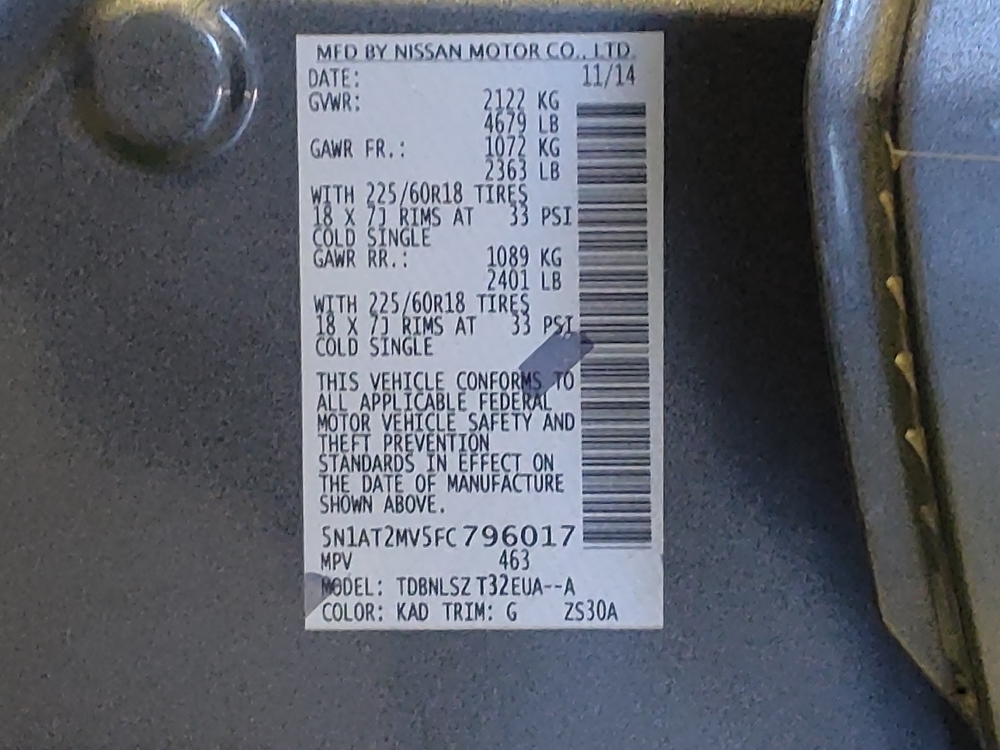 MFD BY NISSAN MOTOR CO., LTD.
DATE: 11/14
GVWR: 2122 KG
4679 LB
GAWR FR.: 1072 KG
2363 LB
WITH 225/60R18 TIRES
18 X 7J RIMS AT 33 PSI
COLD SINGLE
GAWR RR.: 1089 KG
2401 LB
WITH 225/60R18 TIRES
18 X 7J RIMS AT 33 PSI
COLD SINGLE
THIS VEHICLE CONFORMS TO
ALL APPLICABLE FEDERAL
MOTOR VEHICLE SAFETY AND
THEFT PREVENTION
STANDARDS IN EFFECT ON
THE DATE OF MANUFACTURE
SHOWN ABOVE.
5N1AT2MV5FC796017
MPV 463
MODEL: TDBNLSZ T32EUA--A
COLOR: KAD TRIM: G ZS30A